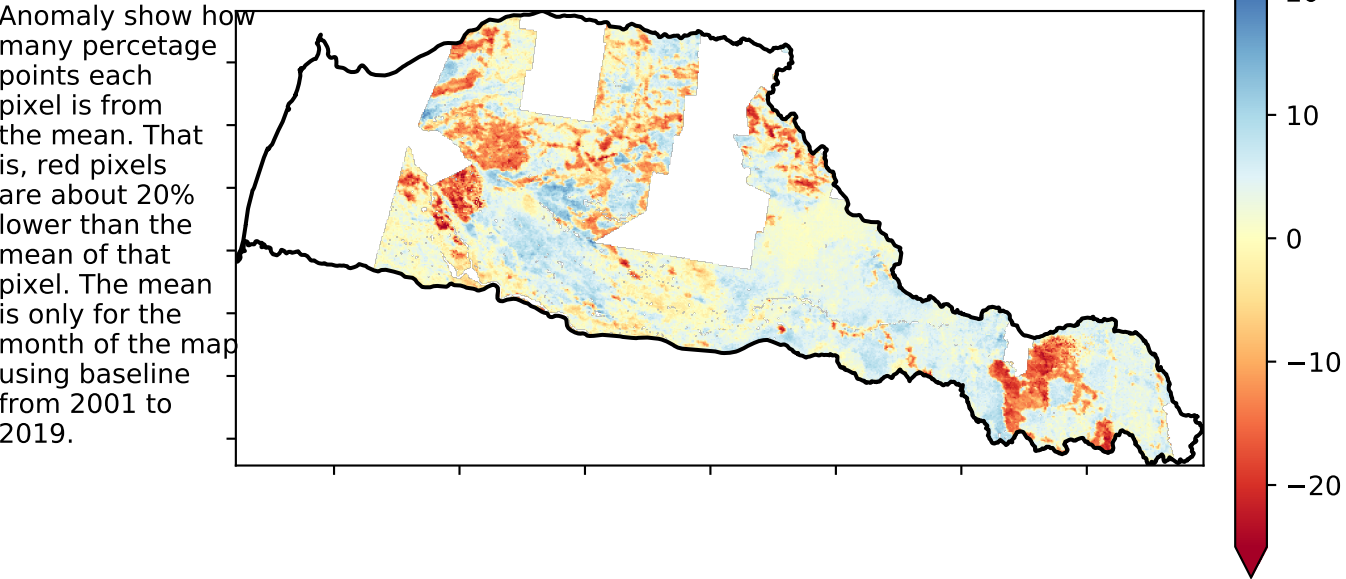 Anomaly show how
many percetage
points each
pixel is from
the mean. That
is, red pixels
are about 20%
lower than the
mean of that
pixel. The mean
is only for the
month of the map
using baseline
from 2001 to
2019.
10
0
−10
−20